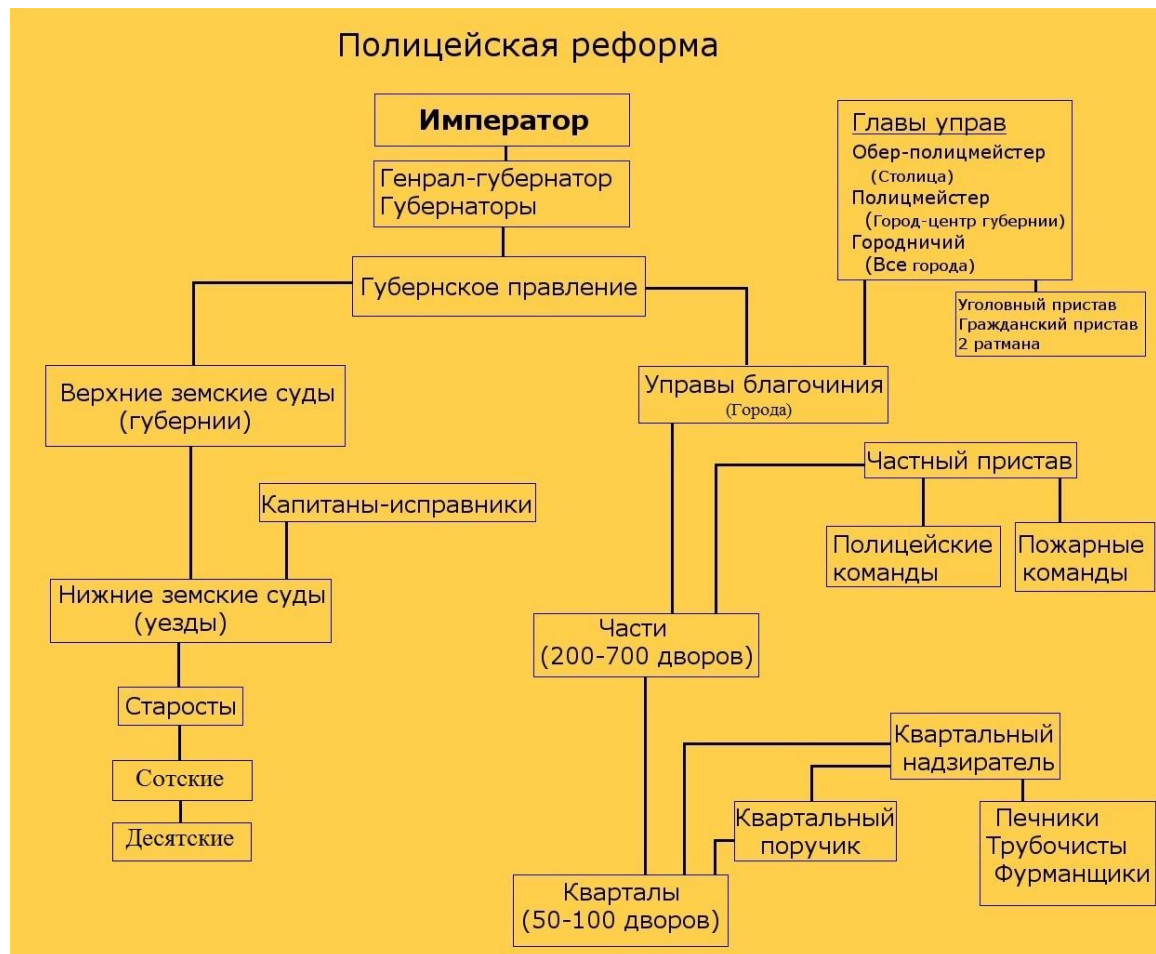 Полицейская реформа
Император
Генрал-губернатор
Губернаторы
Губернское правление
Главы управ
Обер-полицмейстер
(Столица)
Полицмейстер
(Город-центр губернии)
Городничий
(Все города)
Уголовный пристав
Гражданский пристав
2 ратмана
Верхние земские суды
(губернии)
Управы благочиния
(Города)
Капитаны-исправники
Частный пристав
Полицейские
команды
Пожарные
команды
Нижние земские суды
(уезды)
Части
(200-700 дворов)
Старосты
Сотские
Десятские
Квартальный
надзиратель
Квартальный
поручик
Печники
Трубочисты
Фурманщики
Кварталы
(50-100 дворов)